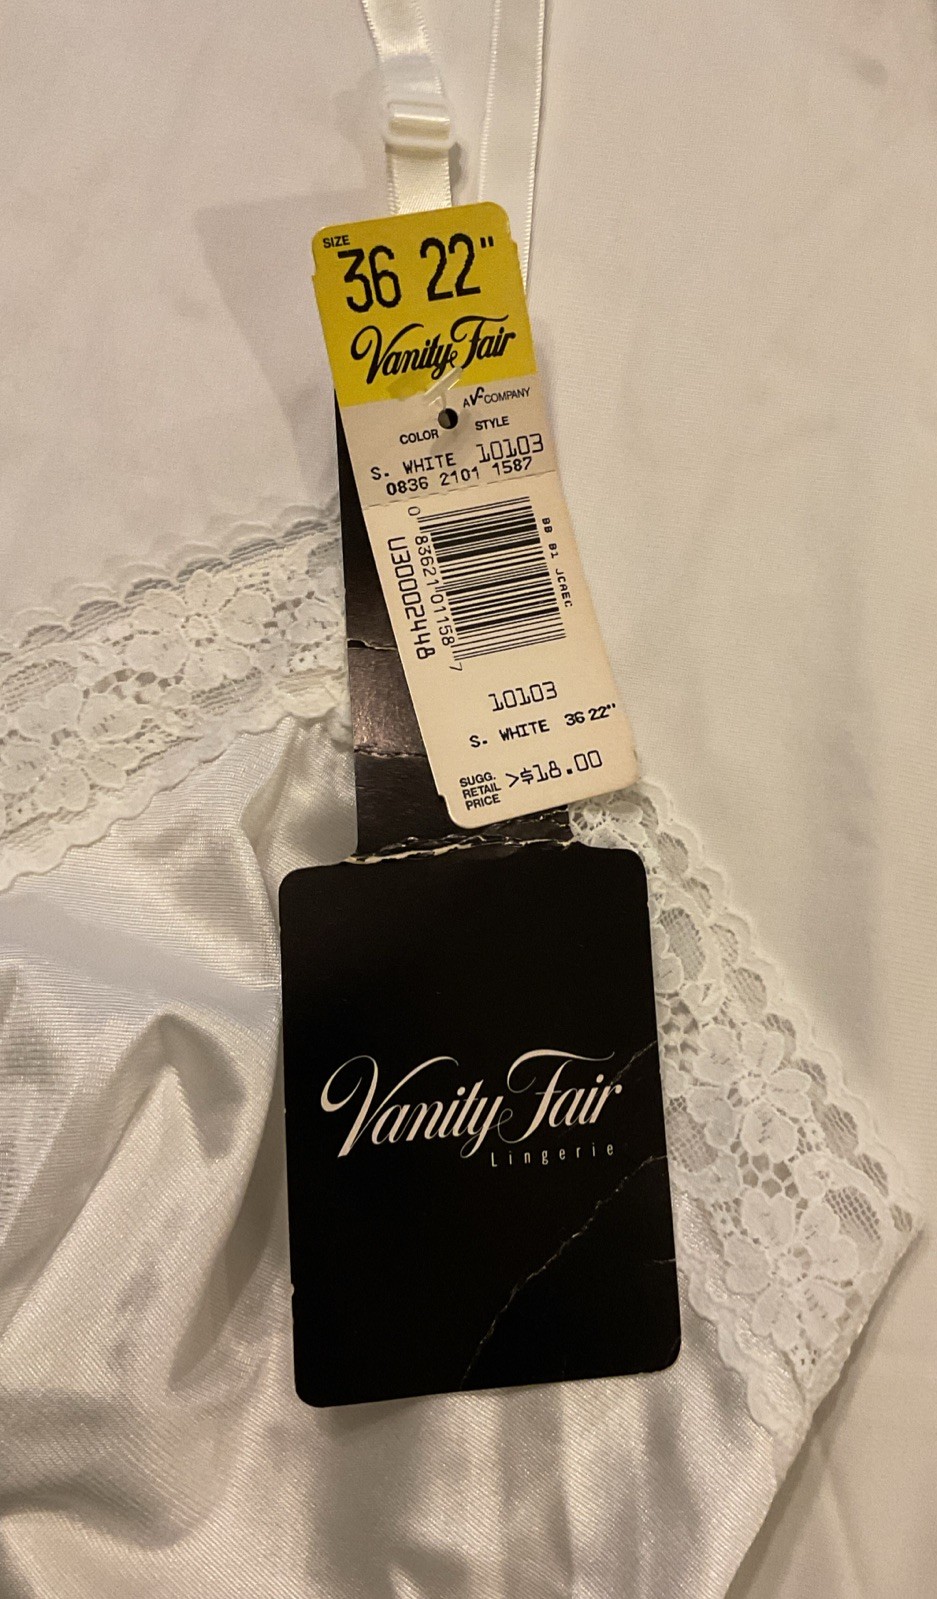 SIZE
36 22"
Vanity Fair
A VF COMPANY
COLOR STYLE
S. WHITE 10103
0836 2101 1587
0 83621 01158 7
U30002448
BB B1 JCREC
10103
S. WHITE 36 22"
SUGG. RETAIL PRICE >$18.00
Vanity Fair
Lingerie